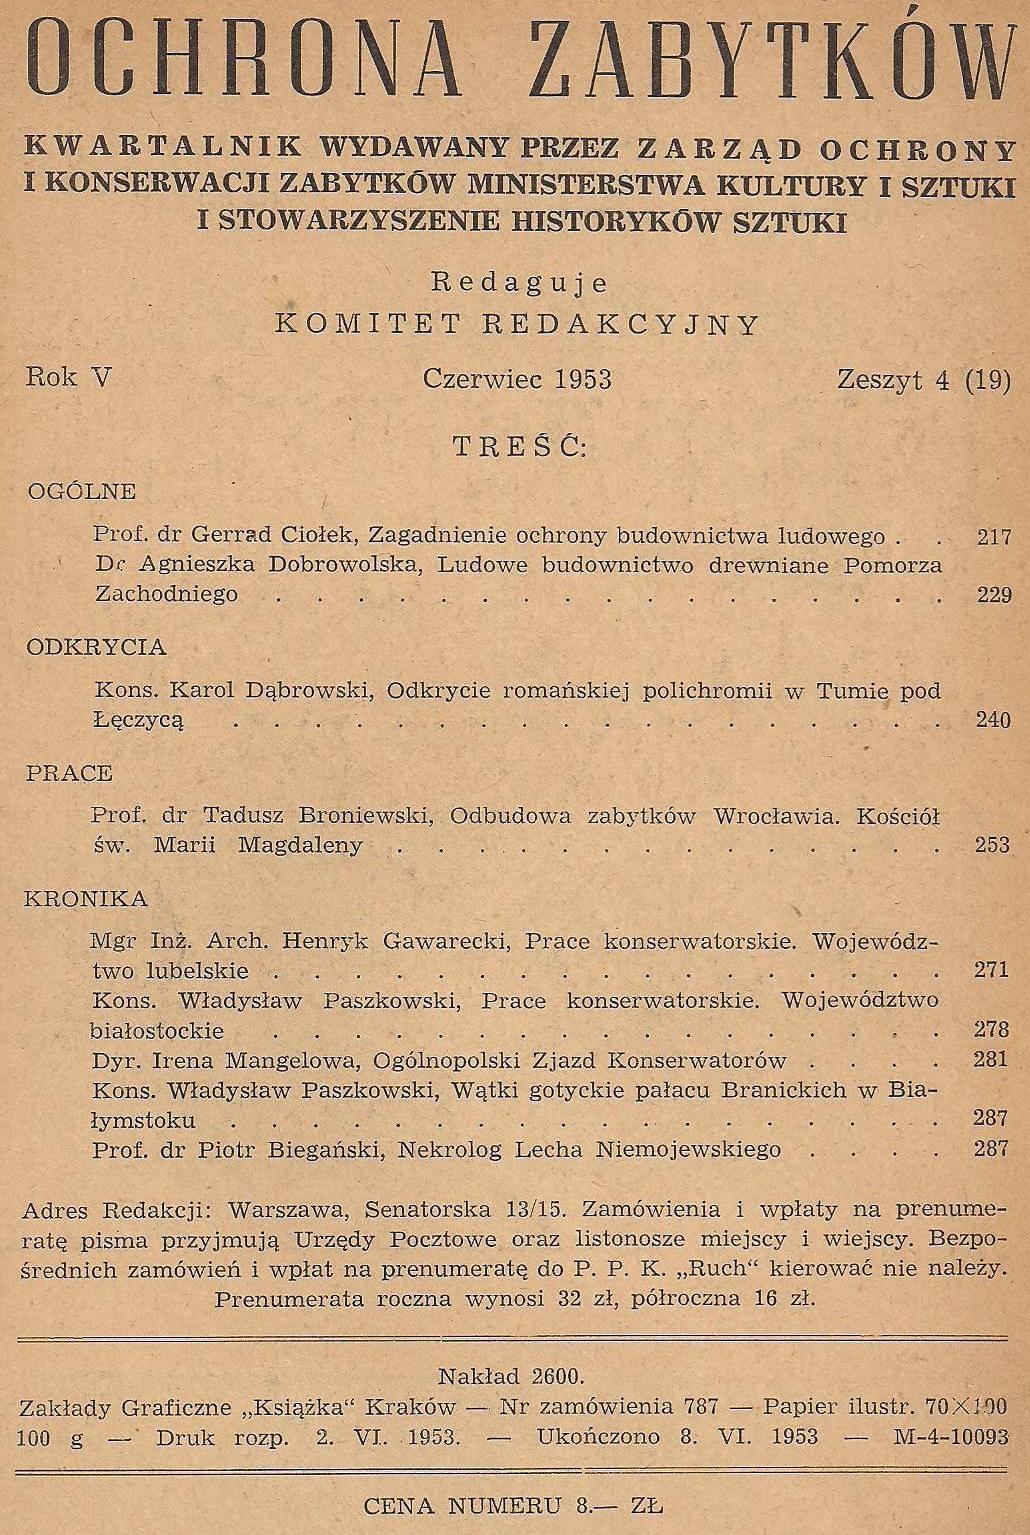 OCHRONA ZABYTKÓW
KWARTALNIK WYDAWANY PRZEZ ZARZĄD OCHRONY
I KONSERWACJI ZABYTKÓW MINISTERSTWA KULTURY I SZTUKI
I STOWARZYSZENIE HISTORYKÓW SZTUKI
Redaguje
KOMITET REDAKCYJNY
Rok V Czerwiec 1953 Zeszyt 4 (19)
TREŚĆ:
OGÓLNE
Prof. dr Gerrad Ciołek, Zagadnienie ochrony budownictwa ludowego . . 217
Dr Agnieszka Dobrowolska, Ludowe budownictwo drewniane Pomorza
Zachodniego . . . . . . . . . . . . . . . . . 229
ODKRYCIA
Kons. Karol Dąbrowski, Odkrycie romańskiej polichromii w Tumie pod
Łęczycą . . . . . . . . . . . . . . . . . . 240
PRACE
Prof. dr Tadusz Broniewski, Odbudowa zabytków Wrocławia. Kościół
św. Marii Magdaleny . . . . . . . . . . . . . . 253
KRONIKA
Mgr Inż. Arch. Henryk Gawarecki, Prace konserwatorskie. Wojewódz-
two lubelskie . . . . . . . . . . . . . . . . . 271
Kons. Władysław Paszkowski, Prace konserwatorskie. Województwo
białostockie . . . . . . . . . . . . . . . . . 278
Dyr. Irena Mangelowa, Ogólnopolski Zjazd Konserwatorów . . . . 281
Kons. Władysław Paszkowski, Wątki gotyckie pałacu Branickich w Bia-
łymstoku . . . . . . . . . . . . . . . . . . 287
Prof. dr Piotr Biegański, Nekrolog Lecha Niemojewskiego . . . . 287
Adres Redakcji: Warszawa, Senatorska 13/15. Zamówienia i wpłaty na prenume-
ratę pisma przyjmują Urzędy Pocztowe oraz listonosze miejscy i wiejscy. Bezpo-
średnich zamówień i wpłat na prenumeratę do P. P. K. „Ruch“ kierować nie należy.
Prenumerata roczna wynosi 32 zł, półroczna 16 zł.
Nakład 2600.
Zakłady Graficzne „Książka“ Kraków — Nr zamówienia 787 — Papier ilustr. 70×100
100 g — Druk rozp. 2. VI. 1953. — Ukończono 8. VI. 1953 — M-4-10093
CENA NUMERU 8.— ZŁ